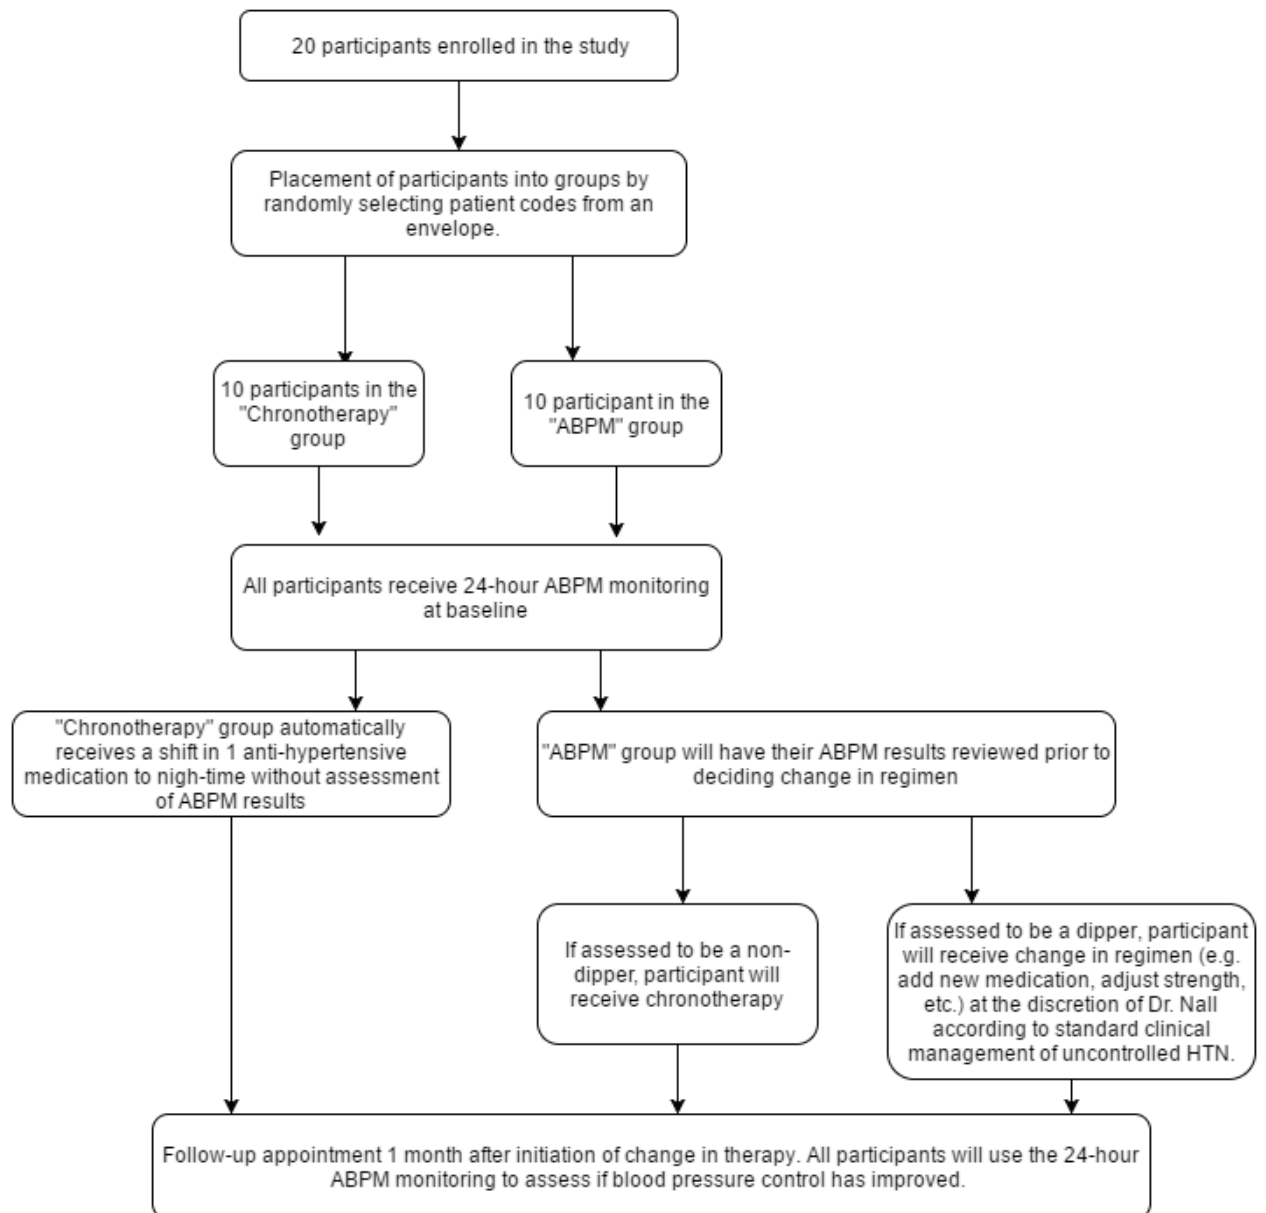 20 participants enrolled in the study
Placement of participants into groups by
randomly selecting patient codes from an
envelope.
10 participants in the
"Chronotherapy"
group
10 participant in the
"ABPM" group
All participants receive 24-hour ABPM monitoring
at baseline
"Chronotherapy" group automatically
receives a shift in 1 anti-hypertensive
medication to nigh-time without assessment
of ABPM results
"ABPM" group will have their ABPM results reviewed prior to
deciding change in regimen
If assessed to be a non-
dipper, participant will
receive chronotherapy
If assessed to be a dipper, participant
will receive change in regimen (e.g.
add new medication, adjust strength,
etc.) at the discretion of Dr. Nall
according to standard clinical
management of uncontrolled HTN.
Follow-up appointment 1 month after initiation of change in therapy. All participants will use the 24-hour
ABPM monitoring to assess if blood pressure control has improved.